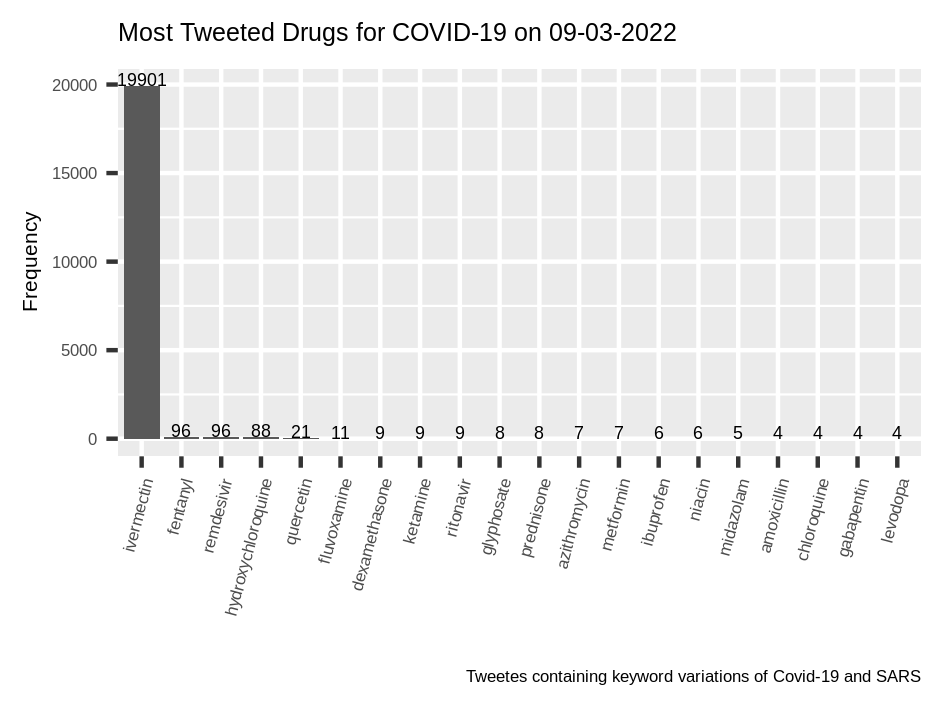 Most Tweeted Drugs for COVID-19 on 09-03-2022
Frequency
20000
15000
10000
5000
0
19901
96
96
88
21
11
9
9
9
8
8
7
7
6
6
5
4
4
4
4
ivermectin
fentanyl
remdesivir
hydroxychloroquine
quercetin
fluvoxamine
dexamethasone
ketamine
ritonavir
glyphosate
prednisone
azithromycin
metformin
ibuprofen
niacin
midazolam
amoxicillin
chloroquine
gabapentin
levodopa
Tweetes containing keyword variations of Covid-19 and SARS